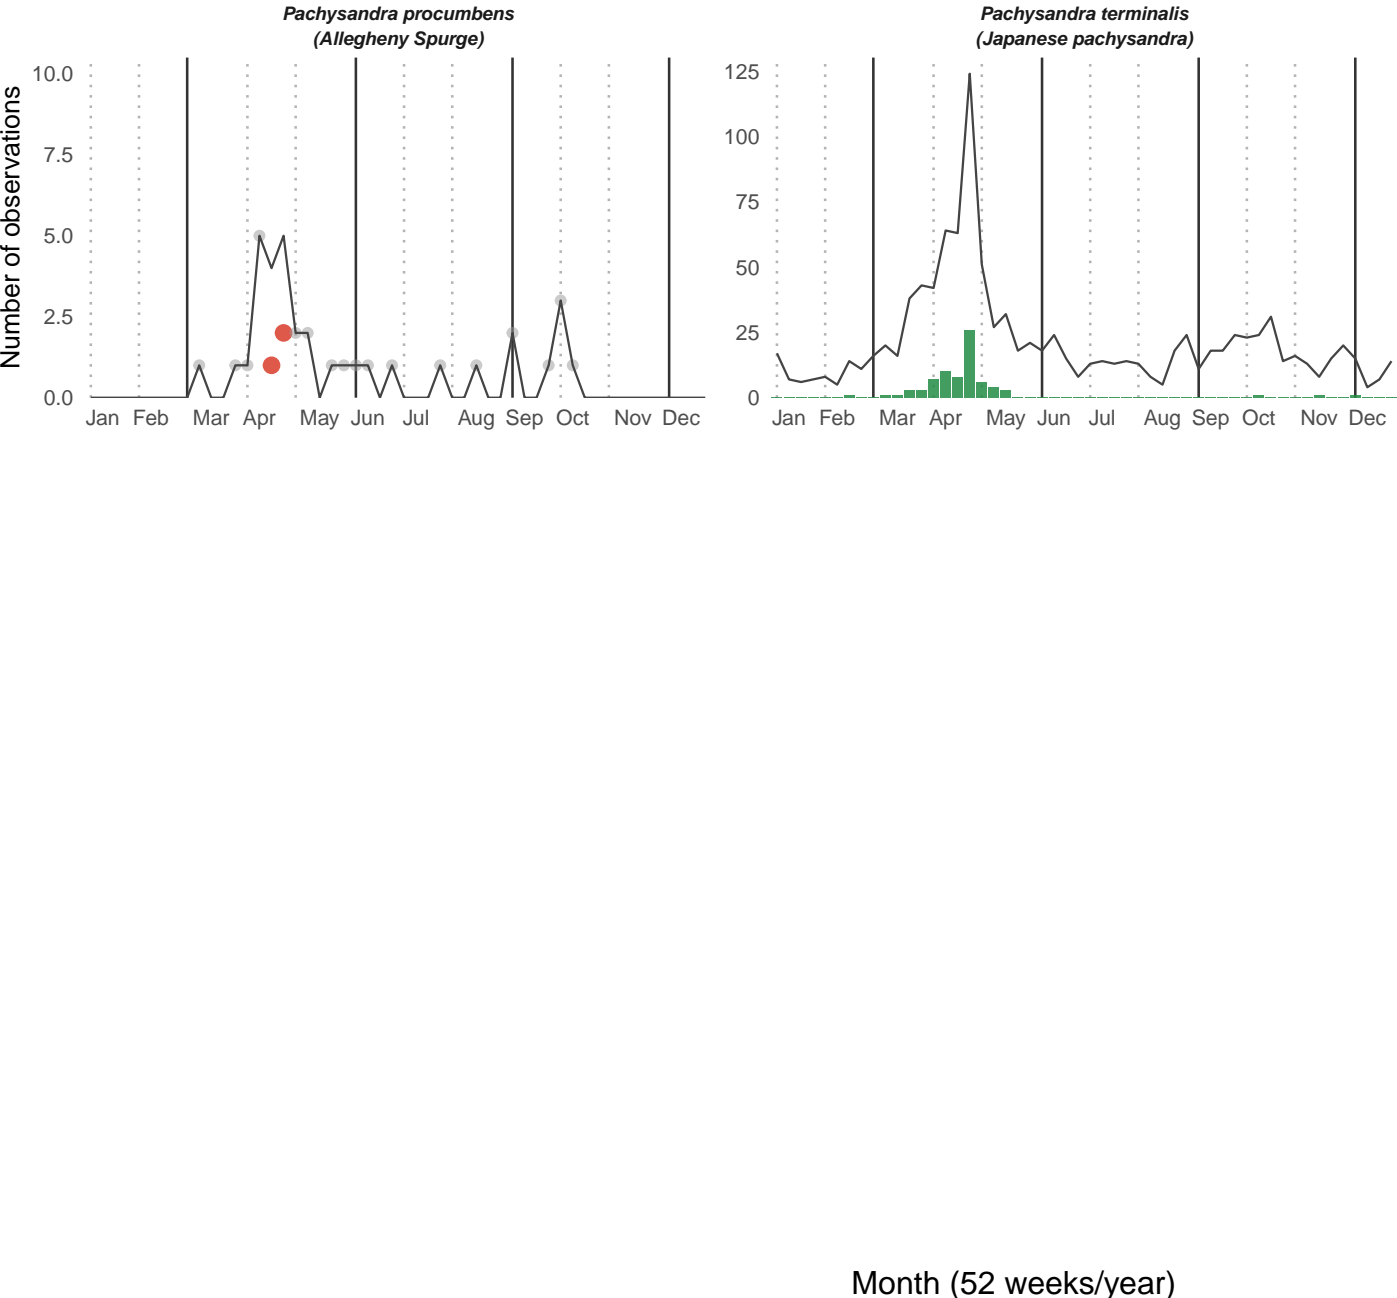 Pachysandra procumbens
(Allegheny Spurge)
Number of observations
10.0
7.5
5.0
2.5
0.0
Jan Feb Mar Apr May Jun Jul Aug Sep Oct Nov Dec
Pachysandra terminalis
(Japanese pachysandra)
125
100
75
50
25
0
Jan Feb Mar Apr May Jun Jul Aug Sep Oct Nov Dec
Month (52 weeks/year)